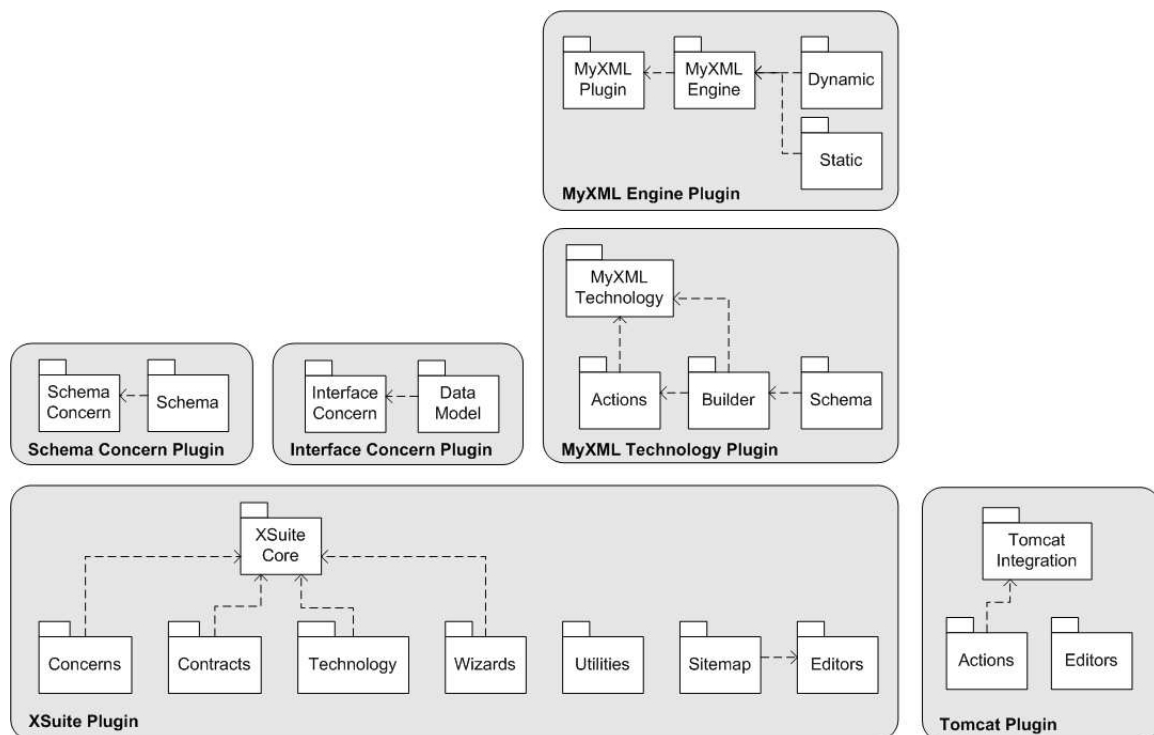 MyXML
Plugin
MyXML
Engine
Dynamic
Static
MyXML Engine Plugin
MyXML
Technology
Actions
Builder
Schema
MyXML Technology Plugin
Schema
Concern
Schema
Schema Concern Plugin
Interface
Concern
Data
Model
Interface Concern Plugin
XSuite
Core
Concerns
Contracts
Technology
Wizards
Utilities
Sitemap
Editors
XSuite Plugin
Tomcat
Integration
Actions
Editors
Tomcat Plugin